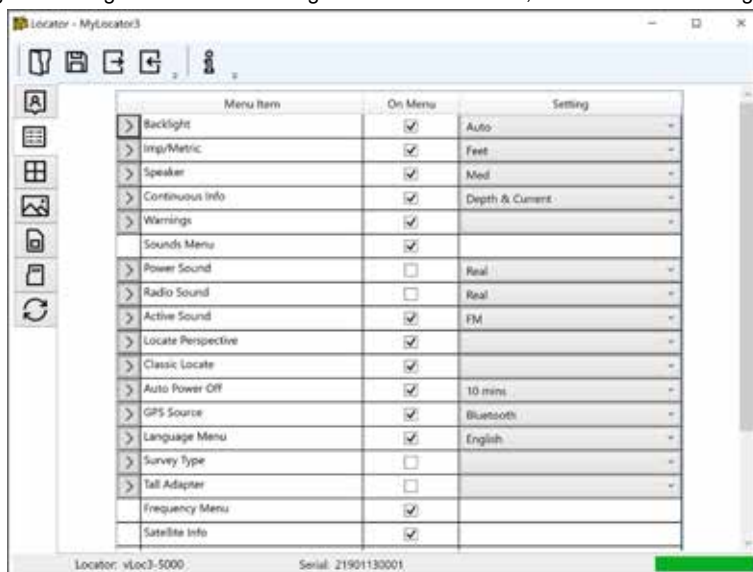 Locator - MyLocator3
Menu Item On Menu Setting
Backlight Auto
Imp/Metric Feet
Speaker Med
Continuous Info Depth & Current
Warnings
Sounds Menu
Power Sound Real
Radio Sound Real
Active Sound FM
Locate Perspective
Classic Locate
Auto Power Off 10 mins
GPS Source Bluetooth
Language Menu English
Survey Type
Tall Adapter
Frequency Menu
Satellite Info
Locator: vLoc3-5000 Serial: 21901130001